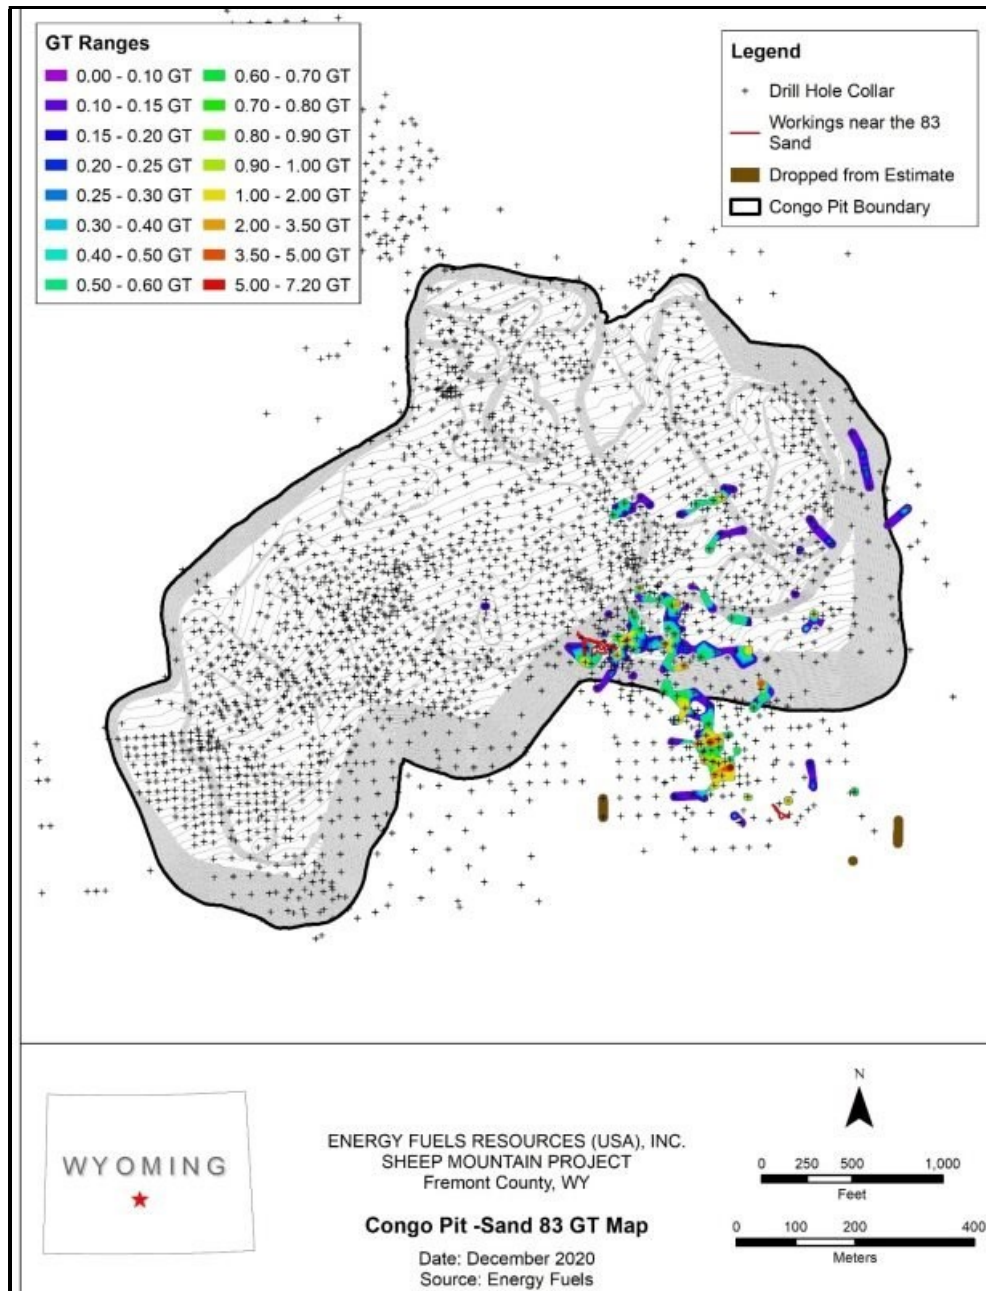 GT Ranges
0.00 - 0.10 GT
0.10 - 0.15 GT
0.15 - 0.20 GT
0.20 - 0.25 GT
0.25 - 0.30 GT
0.30 - 0.40 GT
0.40 - 0.50 GT
0.50 - 0.60 GT
0.60 - 0.70 GT
0.70 - 0.80 GT
0.80 - 0.90 GT
0.90 - 1.00 GT
1.00 - 2.00 GT
2.00 - 3.50 GT
3.50 - 5.00 GT
5.00 - 7.20 GT
Legend
Drill Hole Collar
Workings near the 83
Sand
Dropped from Estimate
Congo Pit Boundary
WYOMING
ENERGY FUELS RESOURCES (USA), INC.
SHEEP MOUNTAIN PROJECT
Fremont County, WY
Congo Pit -Sand 83 GT Map
Date: December 2020
Source: Energy Fuels
N
0 250 500 1,000
Feet
0 100 200 400
Meters